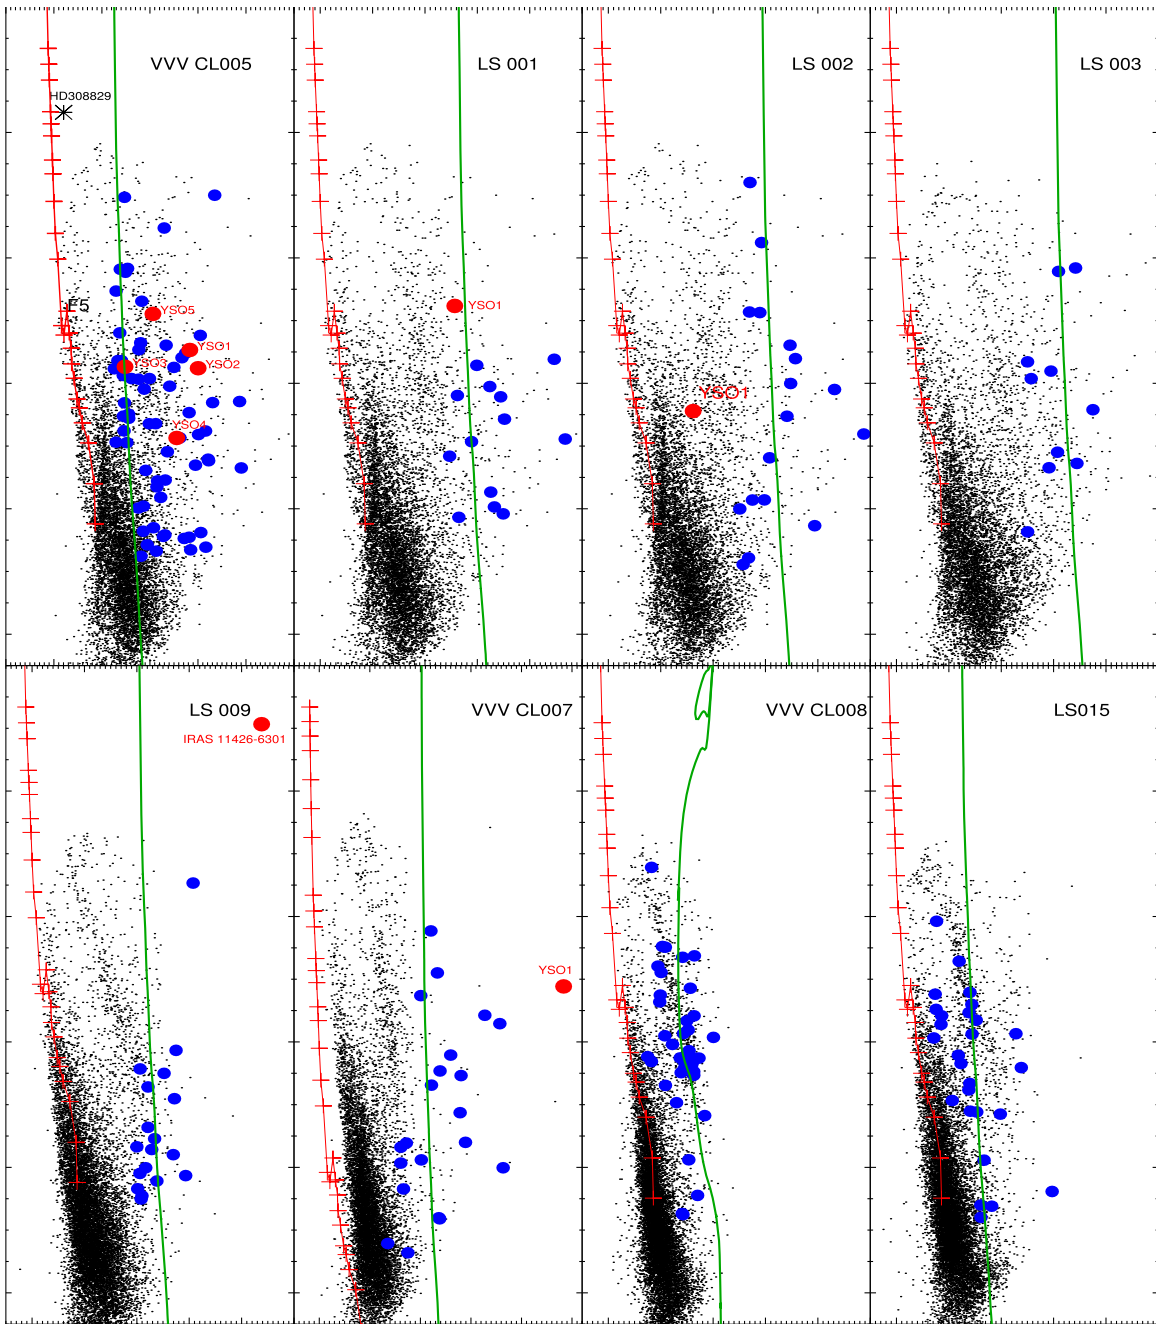 VVV CL005
LS 001
LS 002
LS 003
HD308829
F5
YSO5
YSO1
YSO3
YSO2
YSO4
YSO1
YSO1
LS 009
VVV CL007
VVV CL008
LS015
IRAS 11426-6301
YSO1